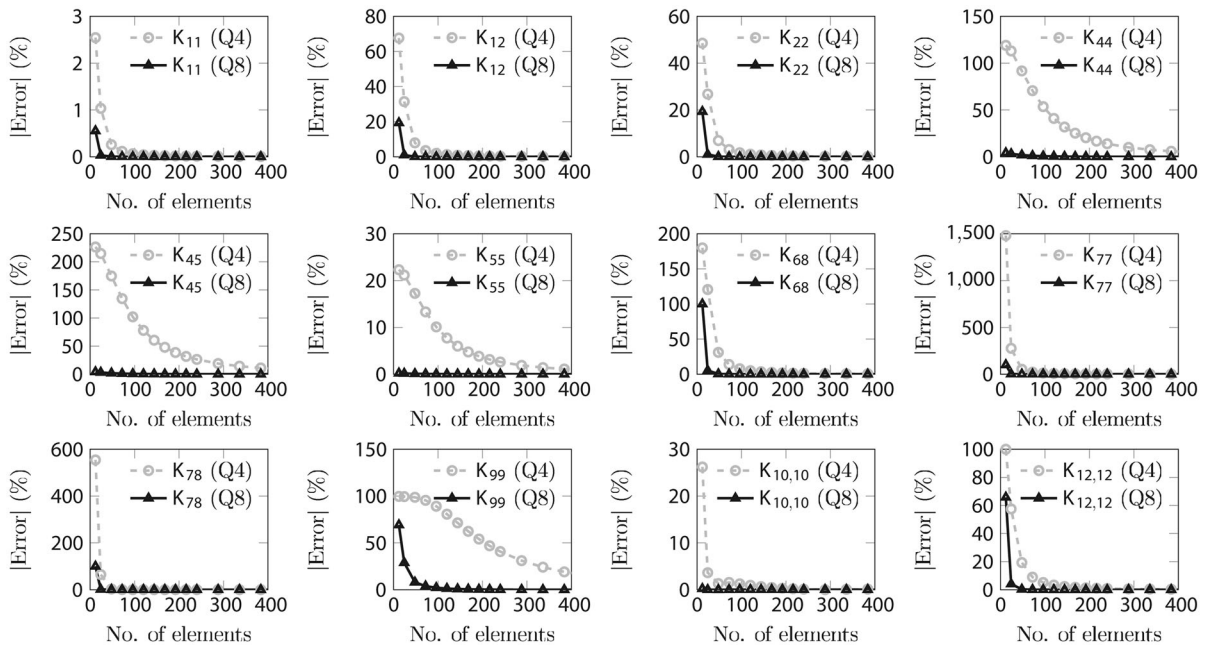 |Error| (%)
3
2
1
0
K11 (Q4)
K11 (Q8)
0 100 200 300 400
No. of elements
|Error| (%)
80
60
40
20
0
K12 (Q4)
K12 (Q8)
0 100 200 300 400
No. of elements
|Error| (%)
60
40
20
0
K22 (Q4)
K22 (Q8)
0 100 200 300 400
No. of elements
|Error| (%)
150
100
50
0
K44 (Q4)
K44 (Q8)
0 100 200 300 400
No. of elements
|Error| (%)
250
200
150
100
50
0
K45 (Q4)
K45 (Q8)
0 100 200 300 400
No. of elements
|Error| (%)
30
20
10
0
K55 (Q4)
K55 (Q8)
0 100 200 300 400
No. of elements
|Error| (%)
200
150
100
50
0
K68 (Q4)
K68 (Q8)
0 100 200 300 400
No. of elements
|Error| (%)
1,500
1,000
500
0
K77 (Q4)
K77 (Q8)
0 100 200 300 400
No. of elements
|Error| (%)
600
400
200
0
K78 (Q4)
K78 (Q8)
0 100 200 300 400
No. of elements
|Error| (%)
150
100
50
0
K99 (Q4)
K99 (Q8)
0 100 200 300 400
No. of elements
|Error| (%)
30
20
10
0
K10,10 (Q4)
K10,10 (Q8)
0 100 200 300 400
No. of elements
|Error| (%)
100
80
60
40
20
0
K12,12 (Q4)
K12,12 (Q8)
0 100 200 300 400
No. of elements